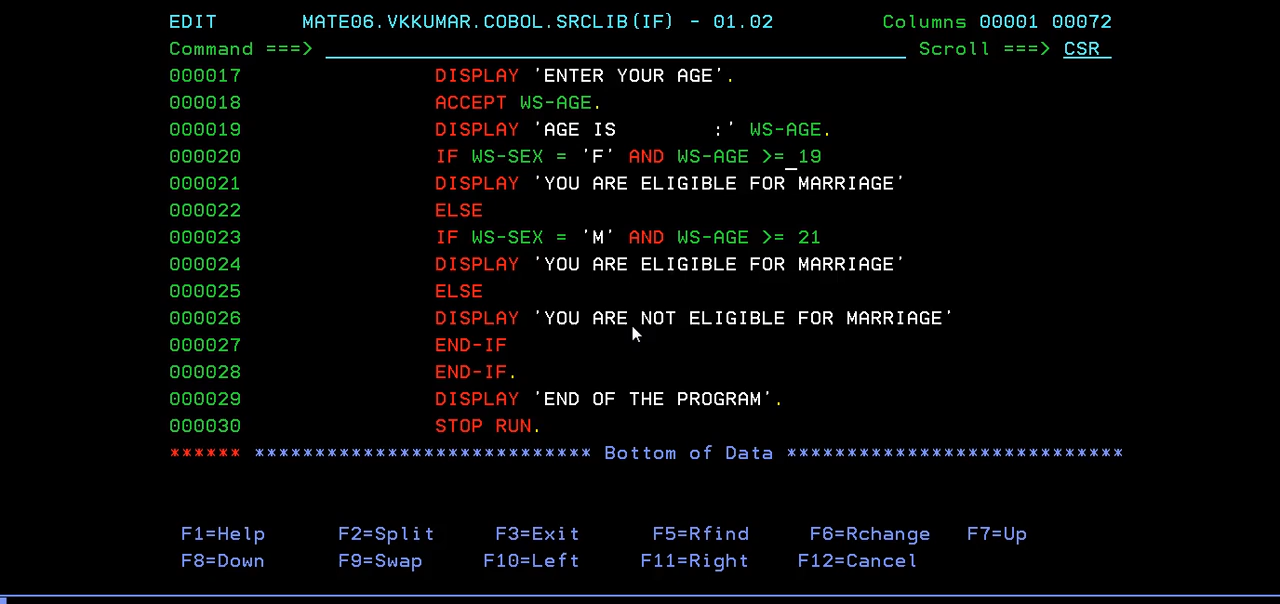 EDIT MATE06.VKKUMAR.COBOL.SRCLIB(IF) - 01.02 Columns 00001 00072
Command ===> Scroll ===> CSR
000017 DISPLAY 'ENTER YOUR AGE'.
000018 ACCEPT WS-AGE.
000019 DISPLAY 'AGE IS        :' WS-AGE.
000020 IF WS-SEX = 'F' AND WS-AGE >= 19
000021 DISPLAY 'YOU ARE ELIGIBLE FOR MARRIAGE'
000022 ELSE
000023 IF WS-SEX = 'M' AND WS-AGE >= 21
000024 DISPLAY 'YOU ARE ELIGIBLE FOR MARRIAGE'
000025 ELSE
000026 DISPLAY 'YOU ARE NOT ELIGIBLE FOR MARRIAGE'
000027 END-IF
000028 END-IF.
000029 DISPLAY 'END OF THE PROGRAM'.
000030 STOP RUN.
****** **************************** Bottom of Data ****************************
F1=Help F2=Split F3=Exit F5=Rfind F6=Rchange F7=Up
F8=Down F9=Swap F10=Left F11=Right F12=Cancel